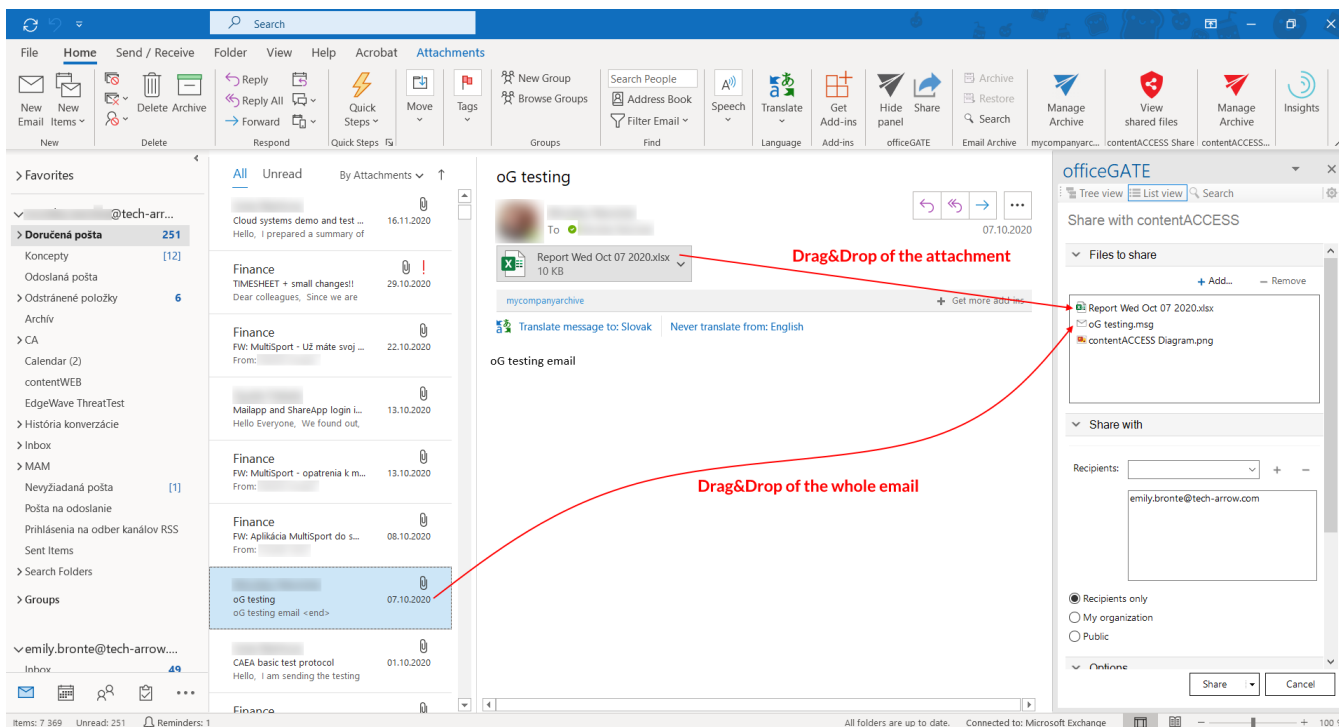 Search
File Home Send / Receive Folder View Help Acrobat Attachments
New Email
New Items
Delete
Archive
Reply
Reply All
Forward
Quick Steps
Move
Tags
New Group
Browse Groups
Search People
Address Book
Filter Email
Speech
Translate
Get Add-ins
Hide panel
Share
Archive
Restore
Search
Manage Archive
View shared files
Manage Archive
Insights
New Delete Respond Quick Steps Groups Find Language Add-ins officeGATE Email Archive mycompanyarc... contentACCESS Share contentACCESS...
Favorites
@tech-arr...
Doručená pošta 251
Koncepty [12]
Odoslaná pošta
Odstránené položky 6
Archív
CA
Calendar (2)
contentWEB
EdgeWave ThreatTest
História konverzácie
Inbox
MAM
Nevyžiadaná pošta [1]
Pošta na odoslanie
Prihlásenia na odber kanálov RSS
Sent Items
Search Folders
Groups
emily.bronte@tech-arrow....
Inbox 49
All Unread By Attachments
Cloud systems demo and test ... 16.11.2020
Hello, I prepared a summary of
Finance
TIMESHEET + small changes!! 29.10.2020
Dear colleagues, Since we are
Finance
FW: MultiSport - Už máte svoj ... 22.10.2020
From:
Mailapp and ShareApp login i... 13.10.2020
Hello Everyone, We found out,
Finance
FW: MultiSport - opatrenia k m... 13.10.2020
From:
Finance
FW: Aplikácia MultiSport do s... 08.10.2020
From:
oG testing 07.10.2020
oG testing email <end>
CAEA basic test protocol 01.10.2020
Hello, I am sending the testing
Finance
oG testing
To
07.10.2020
Report Wed Oct 07 2020.xlsx
10 KB
mycompanyarchive
+ Get more add-ins
Translate message to: Slovak Never translate from: English
oG testing email
Drag&Drop of the attachment
Drag&Drop of the whole email
officeGATE
Tree view List view Search
Share with contentACCESS
Files to share
+ Add... − Remove
Report Wed Oct 07 2020.xlsx
oG testing.msg
contentACCESS Diagram.png
Share with
Recipients: + −
emily.bronte@tech-arrow.com
Recipients only
My organization
Public
Options
Share Cancel
Items: 7 369 Unread: 251 Reminders: 1 All folders are up to date. Connected to: Microsoft Exchange − + 100